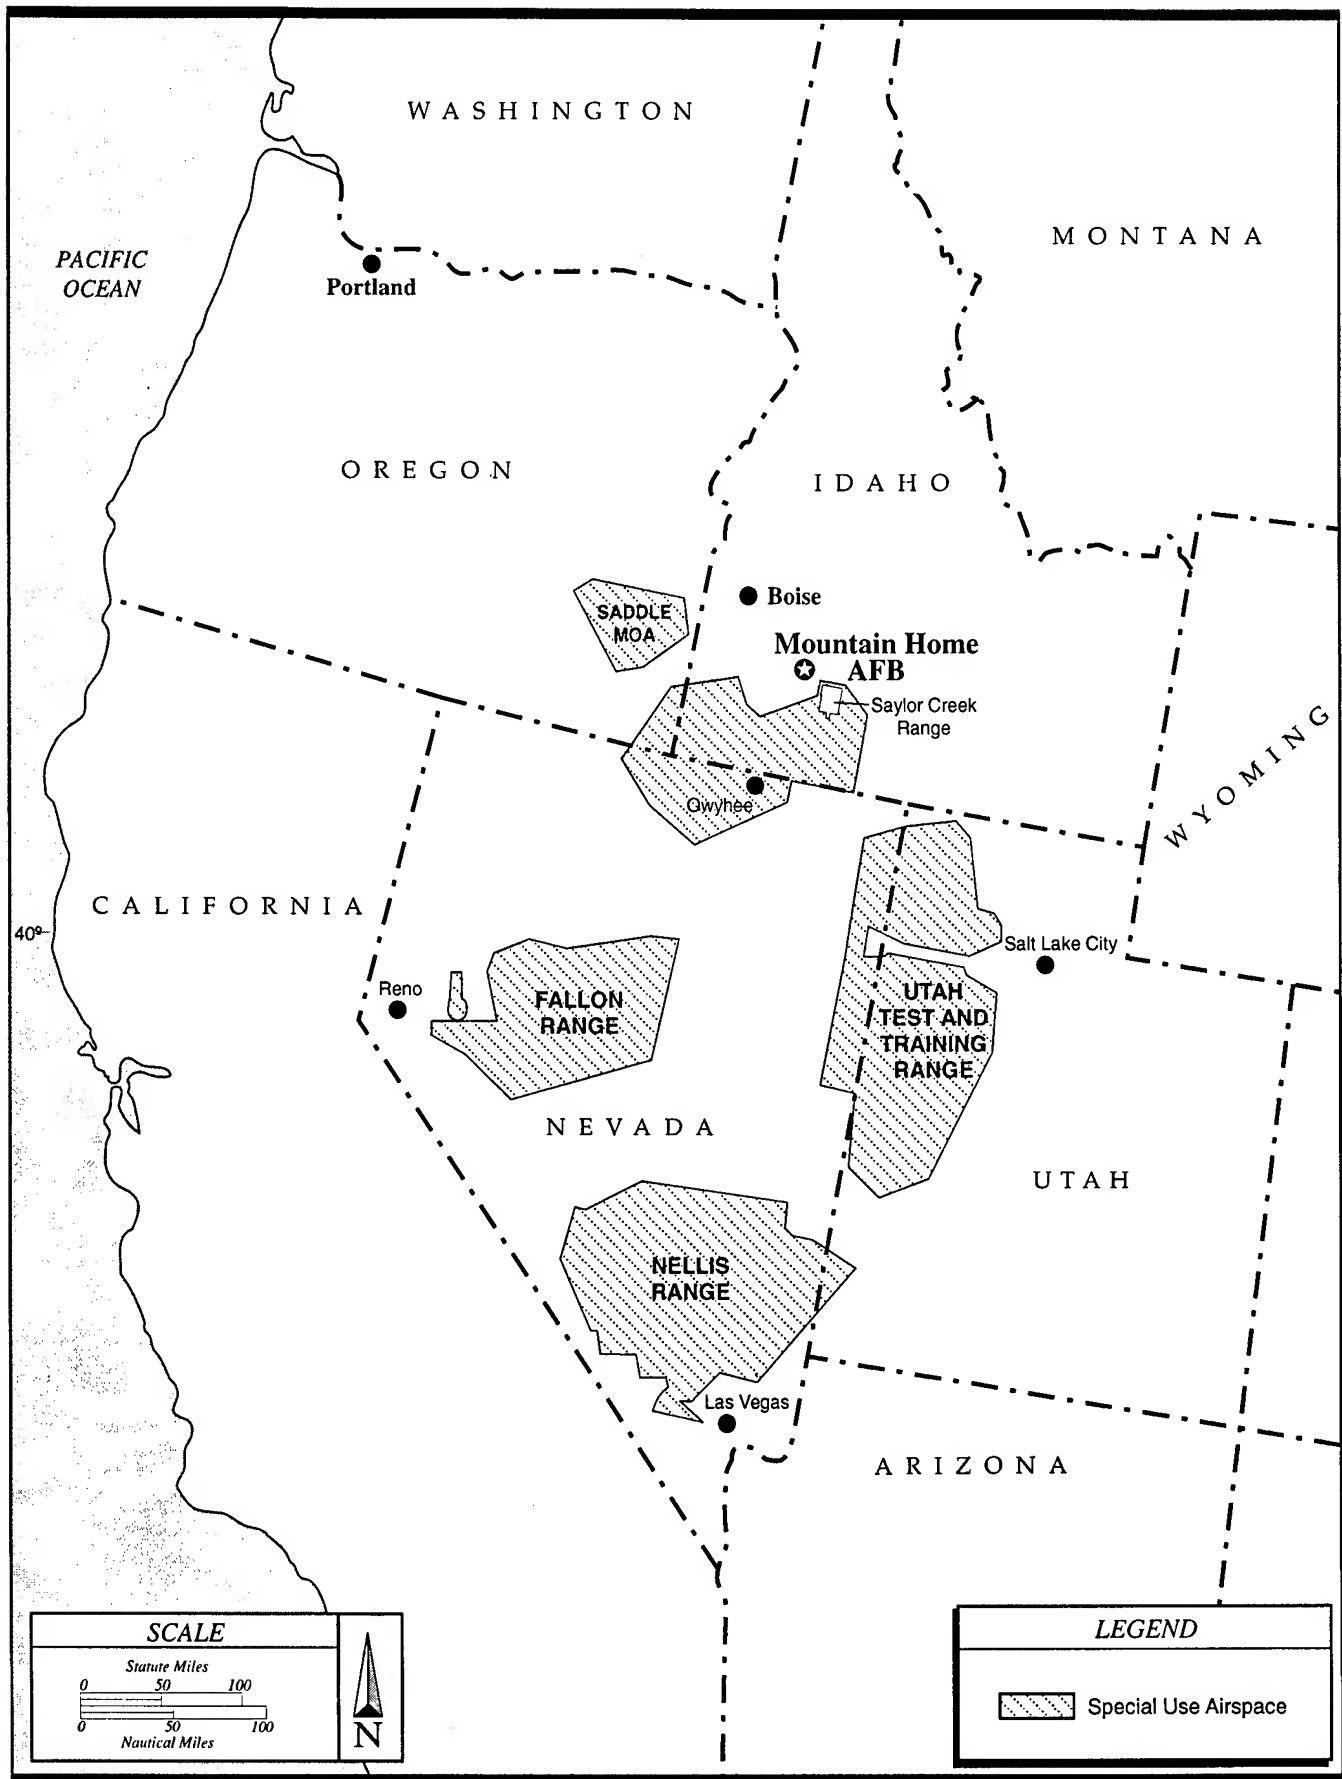 WASHINGTON
MONTANA
PACIFIC
OCEAN
Portland
OREGON
IDAHO
Boise
SADDLE
MOA
Mountain Home
AFB
Saylor Creek
Range
WYOMING
Owyhee
CALIFORNIA
40º
Salt Lake City
Reno
FALLON
RANGE
UTAH
TEST AND
TRAINING
RANGE
NEVADA
UTAH
NELLIS
RANGE
Las Vegas
ARIZONA
SCALE
Statute Miles
0 50 100
0 50 100
Nautical Miles
N
LEGEND
Special Use Airspace